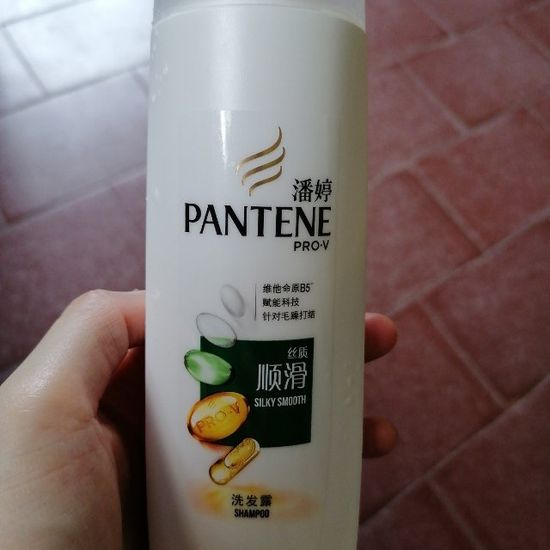 潘婷
PANTENE
PRO-V
维他命原B5
赋能科技
针对毛躁打结
丝质
顺滑
SILKY SMOOTH
PRO-V
洗发露
SHAMPOO